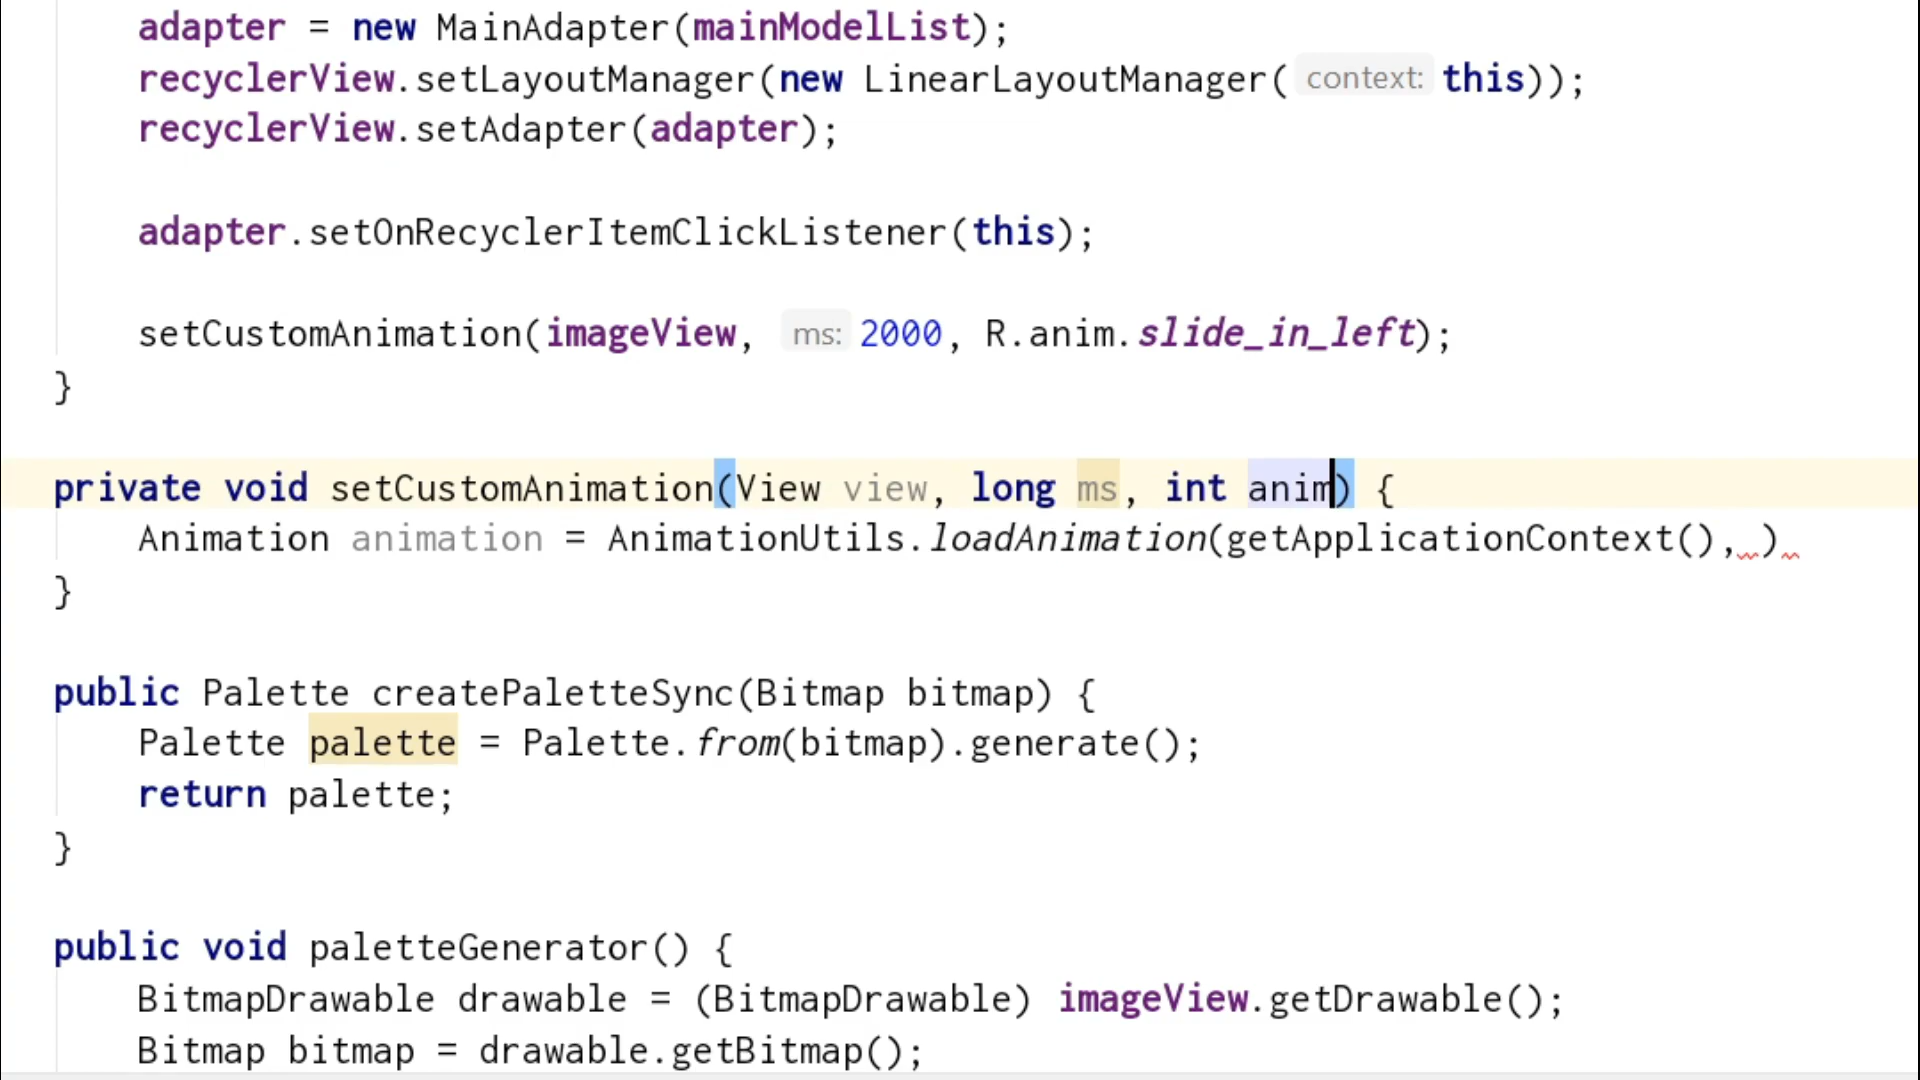 adapter = new MainAdapter(mainModelList);
recyclerView.setLayoutManager(new LinearLayoutManager( context: this));
recyclerView.setAdapter(adapter);
adapter.setOnRecyclerItemClickListener(this);
setCustomAnimation(imageView, ms: 2000, R.anim.slide_in_left);
}
private void setCustomAnimation(View view, long ms, int anim) {
Animation animation = AnimationUtils.loadAnimation(getApplicationContext(), )
}
public Palette createPaletteSync(Bitmap bitmap) {
Palette palette = Palette.from(bitmap).generate();
return palette;
}
public void paletteGenerator() {
BitmapDrawable drawable = (BitmapDrawable) imageView.getDrawable();
Bitmap bitmap = drawable.getBitmap();